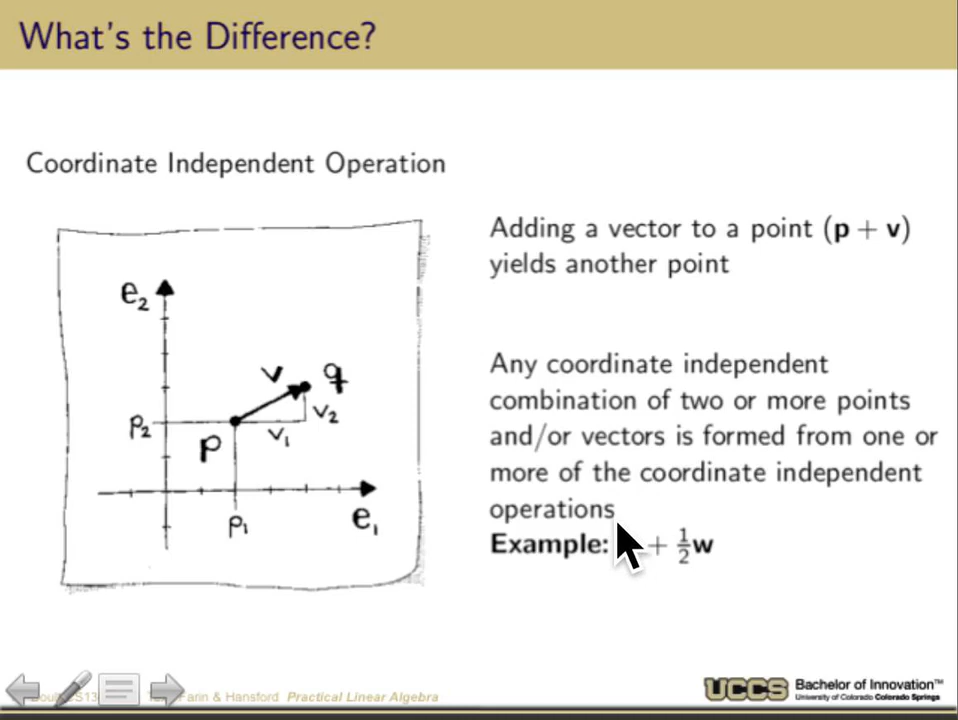 What's the Difference?
Coordinate Independent Operation
Adding a vector to a point (p + v)
yields another point
e₂
v
q
p₂
v₂
v₁
p
p₁
e₁
Any coordinate independent
combination of two or more points
and/or vectors is formed from one or
more of the coordinate independent
operations
Example: + ½w
Farin & Hansford Practical Linear Algebra
UCCS
Bachelor of Innovation™
University of Colorado Colorado Springs